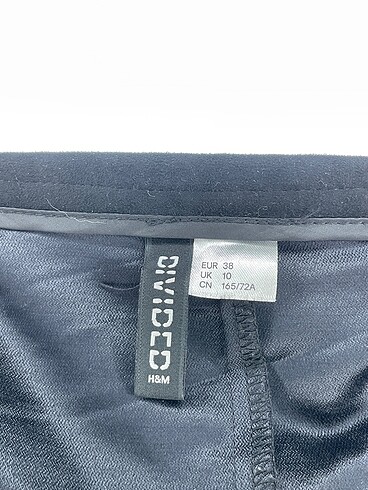 DIVIDED
H&M
EUR 38
UK 10
CN 165/72A